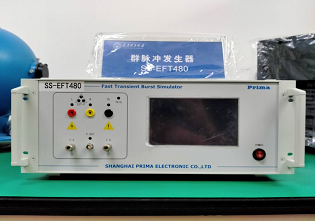 群脉冲发生器
SS-EFT480
SS-EFT480
Fast Transient Burst Simulator
Prima
SHANGHAI PRIMA ELECTRONIC CO.,LTD